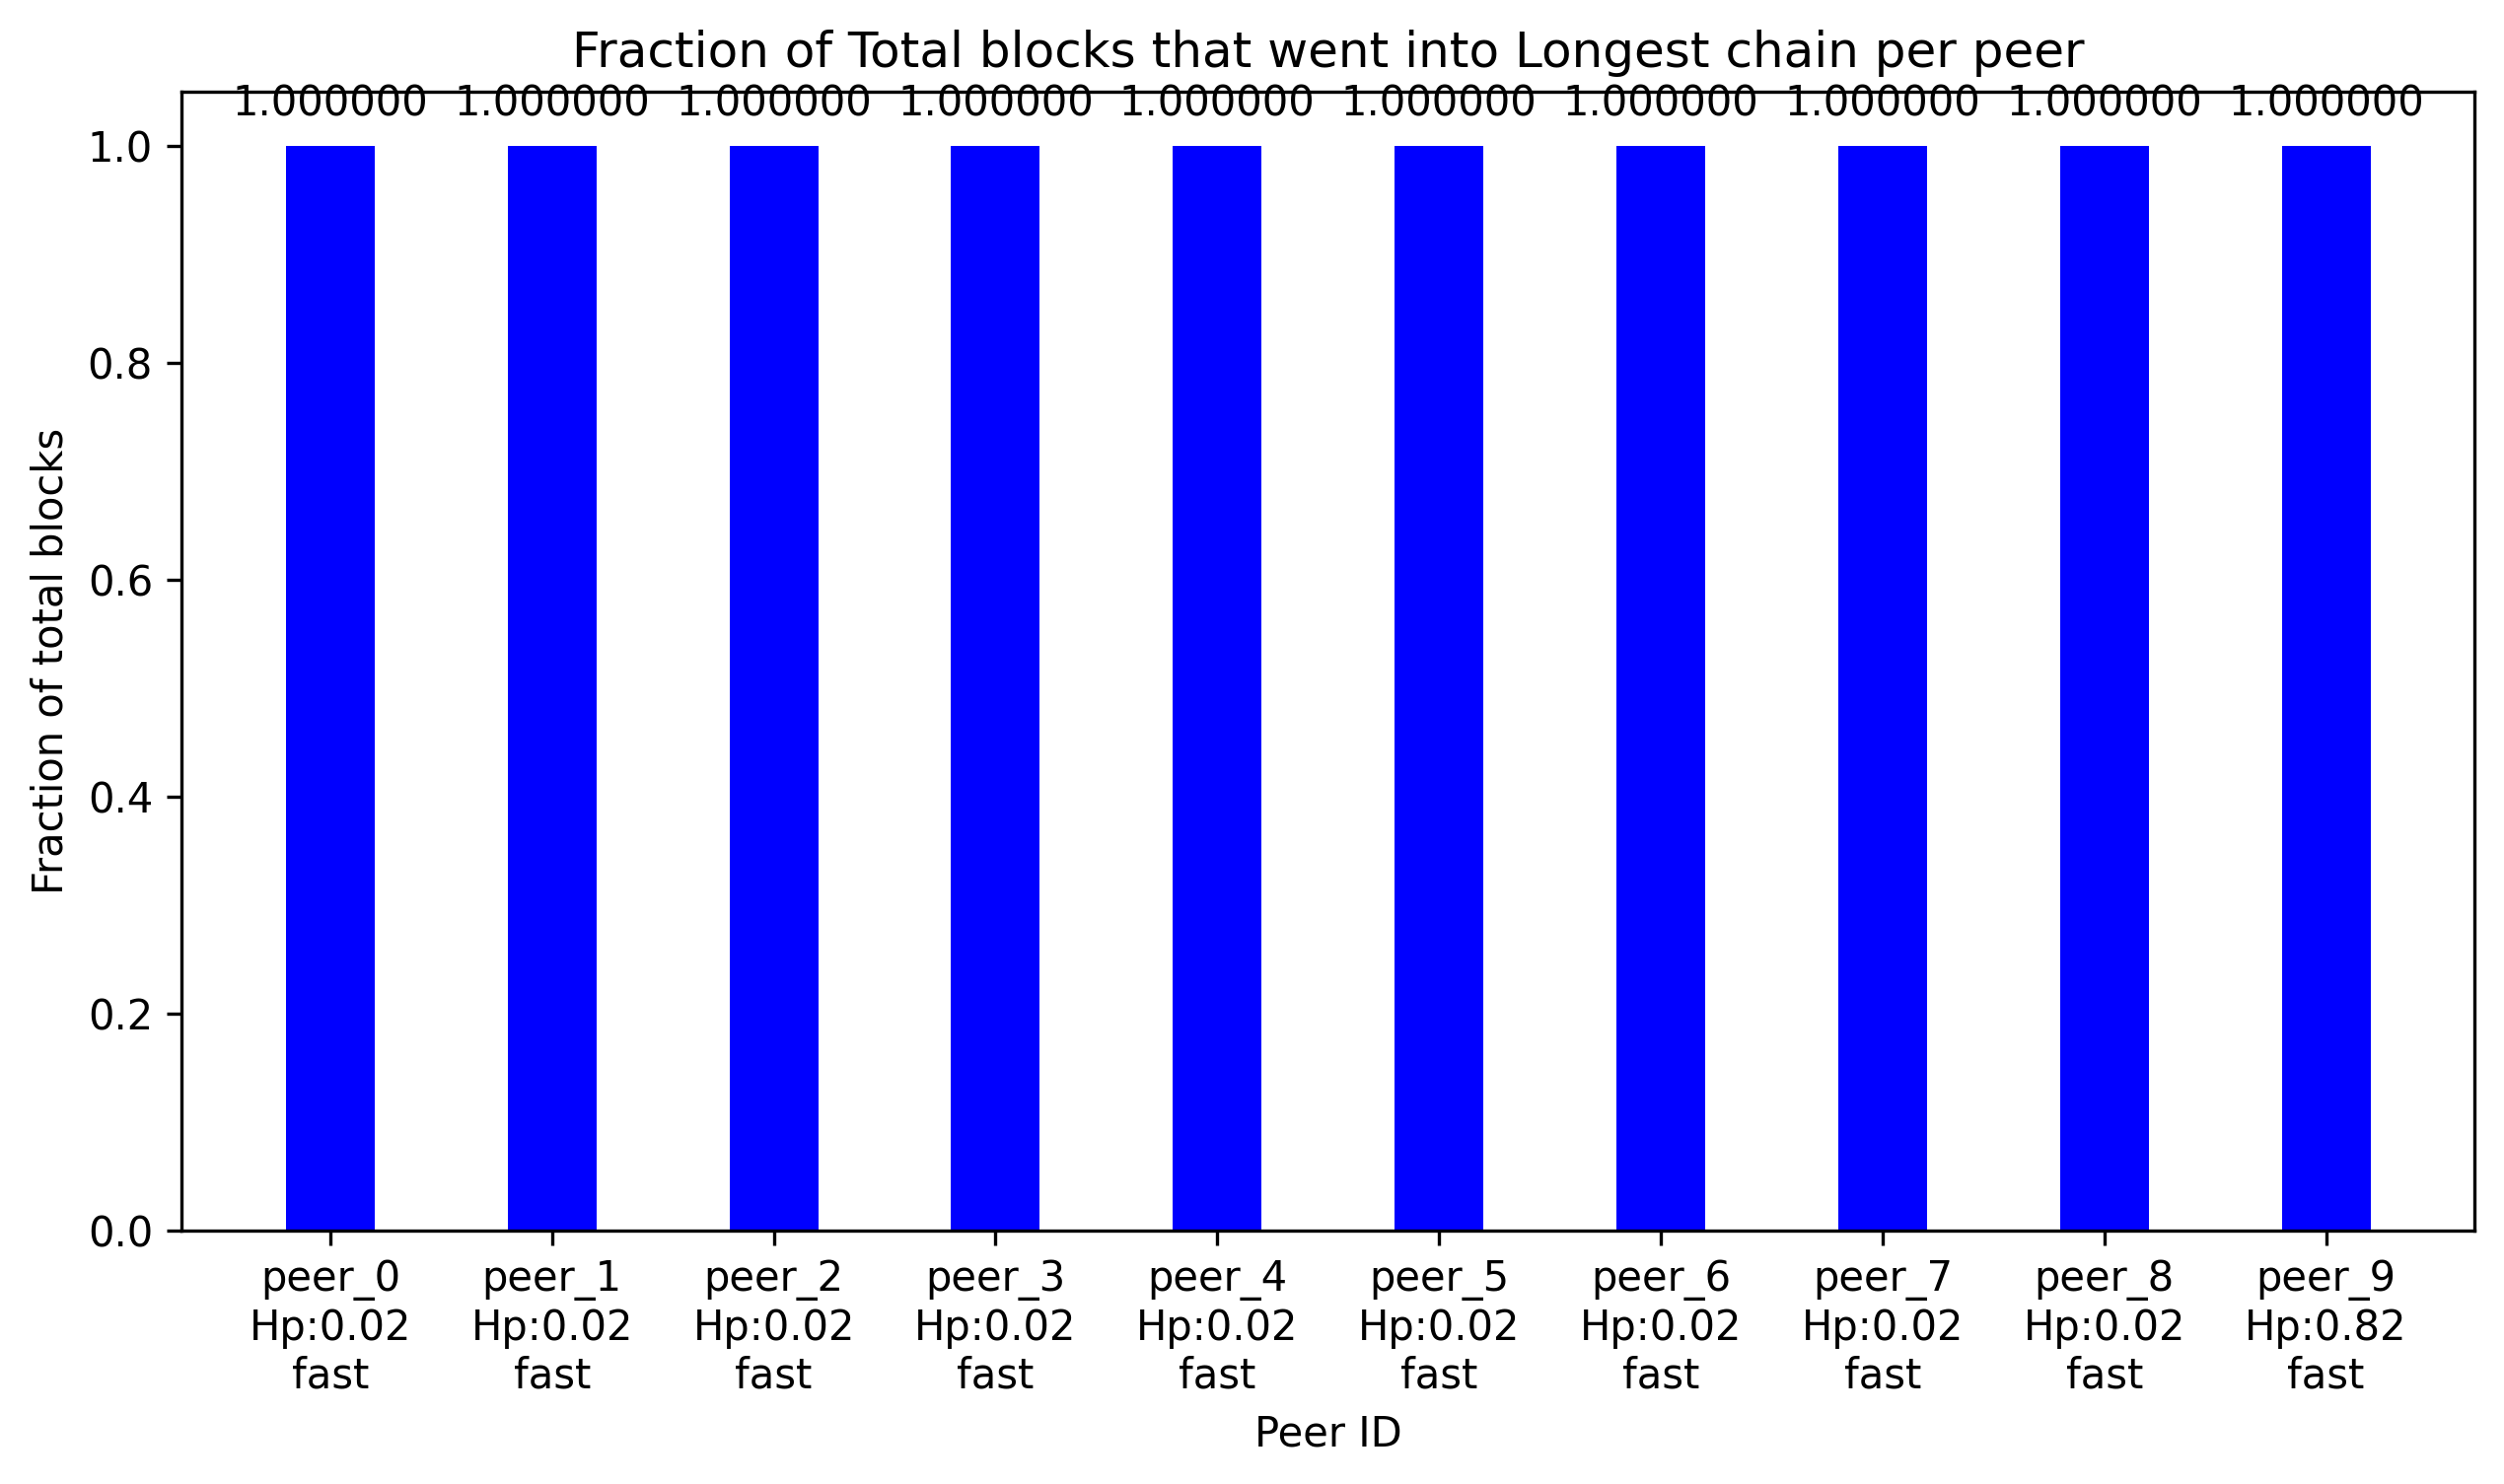 Fraction of Total blocks that went into Longest chain per peer
1.000000 1.000000 1.000000 1.000000 1.000000 1.000000 1.000000 1.000000 1.000000 1.000000
1.0
0.8
0.6
0.4
0.2
0.0
Fraction of total blocks
peer_0 peer_1 peer_2 peer_3 peer_4 peer_5 peer_6 peer_7 peer_8 peer_9
Hp:0.02 Hp:0.02 Hp:0.02 Hp:0.02 Hp:0.02 Hp:0.02 Hp:0.02 Hp:0.02 Hp:0.02 Hp:0.82
fast fast fast fast fast fast fast fast fast fast
Peer ID